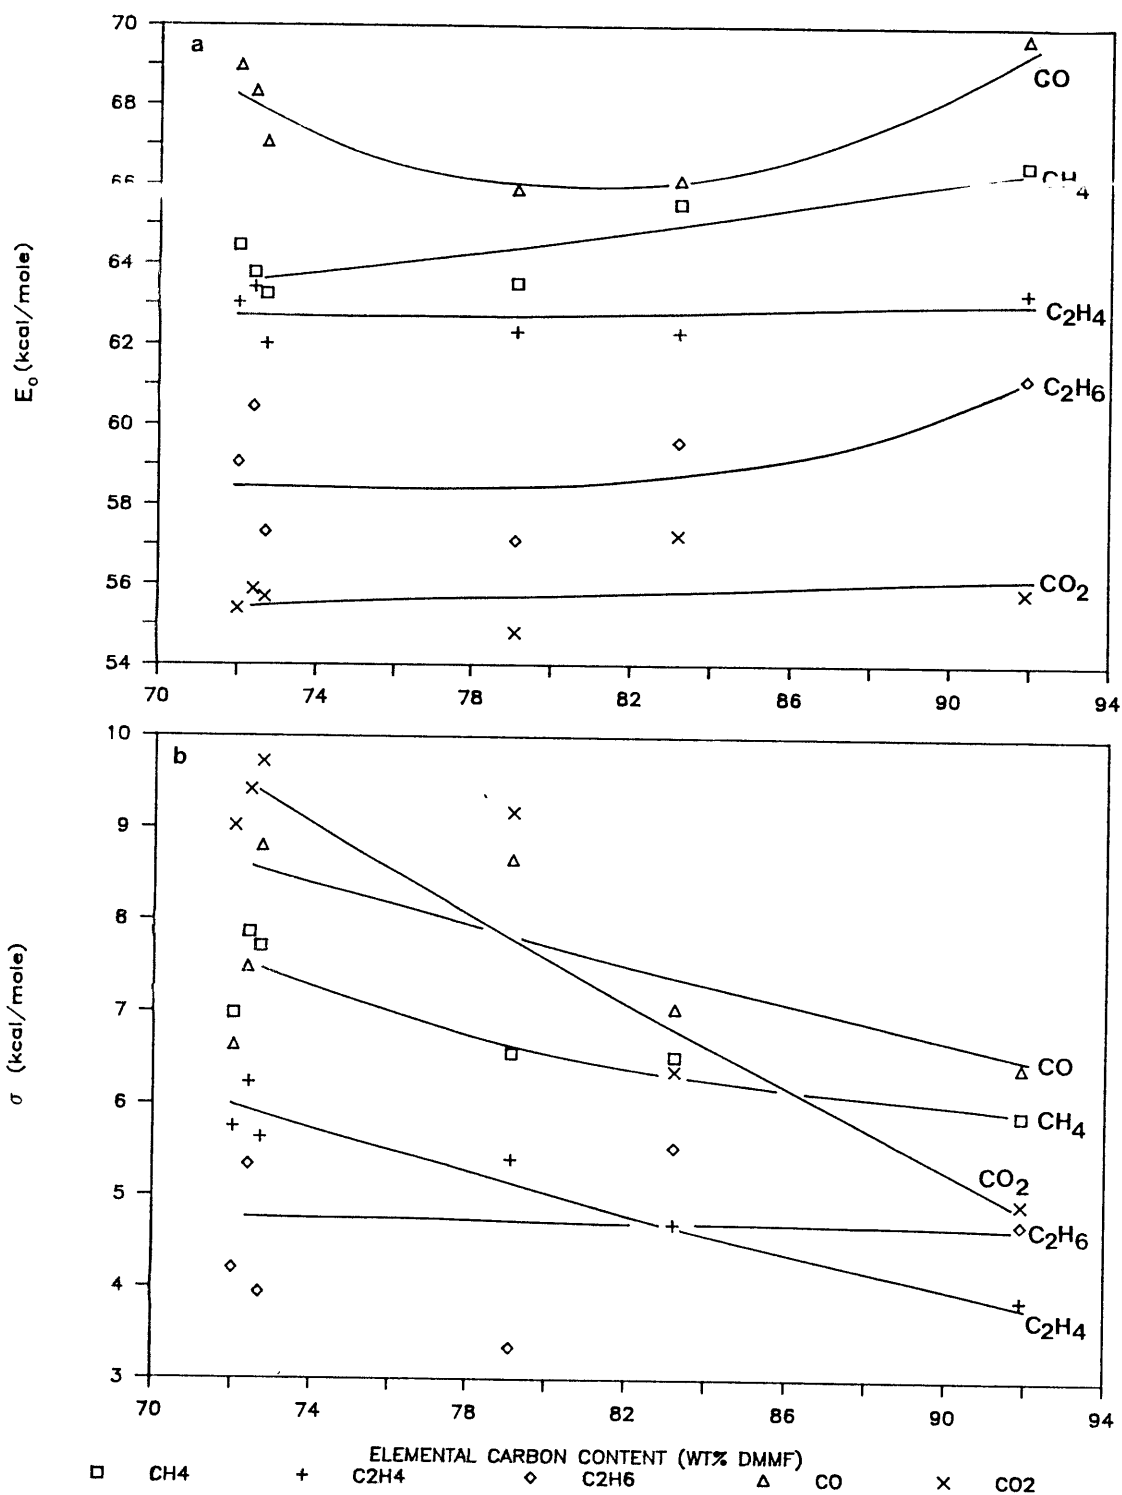 70
a
CO
68
66
CH4
64
C2H4
62
C2H6
60
58
CO2
56
54
E₀ (kcal/mole)
70 74 78 82 86 90 94
10
b
9
8
7
CO
6
CH4
CO2
5
C2H6
4
C2H4
3
σ (kcal/mole)
70 74 78 82 86 90 94
ELEMENTAL CARBON CONTENT (WT% DMMF)
CH4 C2H4 C2H6 CO CO2